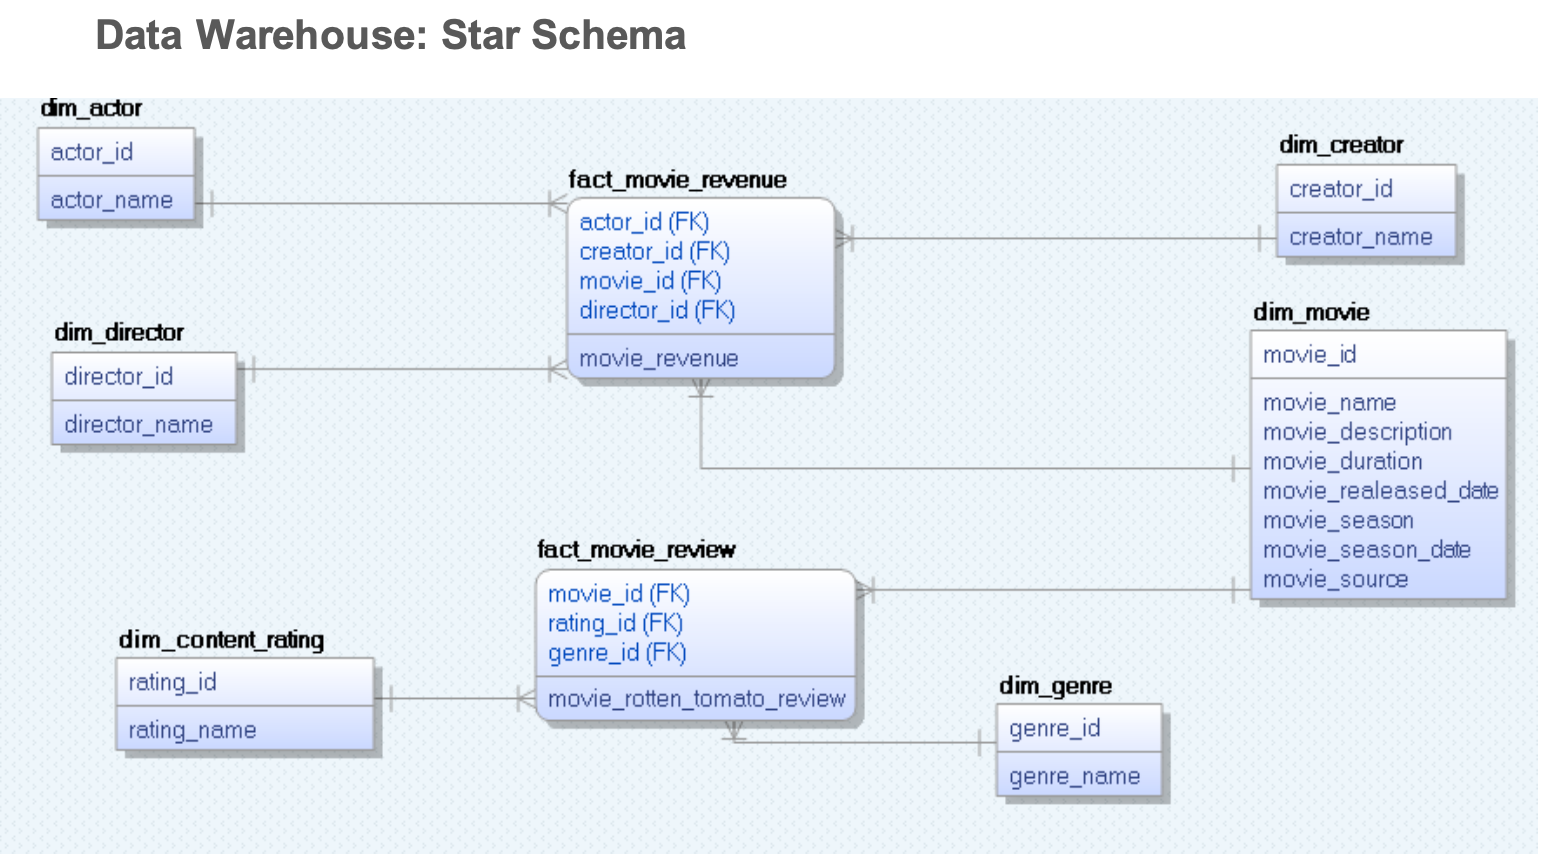 Data Warehouse: Star Schema
dim_actor
actor_id
actor_name
fact_movie_revenue
actor_id (FK)
creator_id (FK)
movie_id (FK)
director_id (FK)
movie_revenue
dim_creator
creator_id
creator_name
dim_director
director_id
director_name
dim_movie
movie_id
movie_name
movie_description
movie_duration
movie_realeased_date
movie_season
movie_season_date
movie_source
fact_movie_review
movie_id (FK)
rating_id (FK)
genre_id (FK)
movie_rotten_tomato_review
dim_content_rating
rating_id
rating_name
dim_genre
genre_id
genre_name